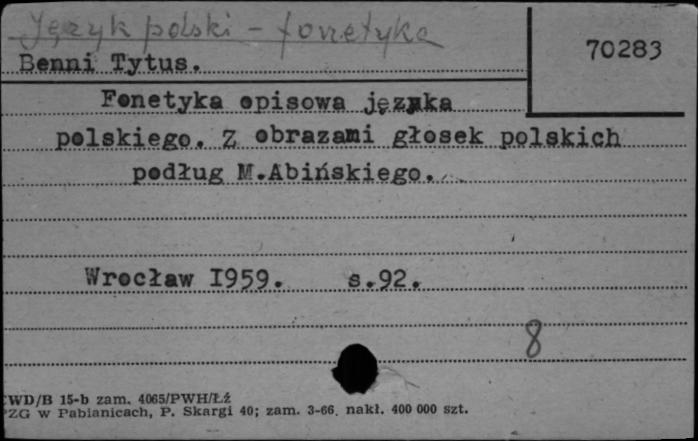 Język polski - fonetyka
70283
Benni Tytus.
Fonetyka opisowa języka
polskiego. Z obrazami głosek polskich
podług M.Abińskiego.
Wrocław I959. s.92.
8
WD/B 15-b zam. 4065/PWH/Łź
ZG w Pabianicach, P. Skargi 40; zam. 3-66. nakł. 400 000 szt.